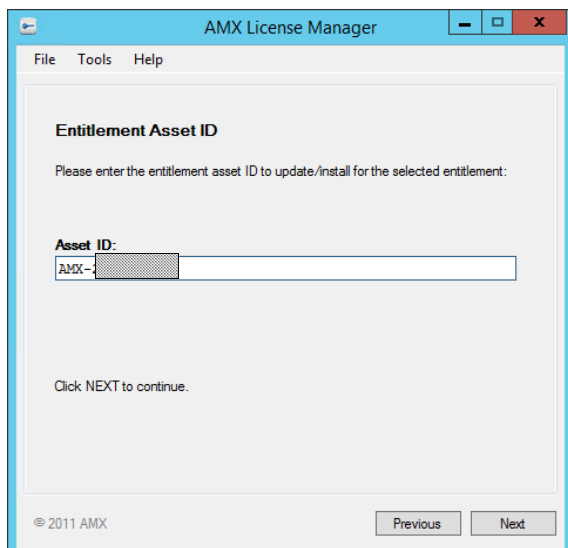 AMX License Manager
File Tools Help
Entitlement Asset ID
Please enter the entitlement asset ID to update/install for the selected entitlement:
Asset ID:
AMX-
Click NEXT to continue.
© 2011 AMX
Previous Next